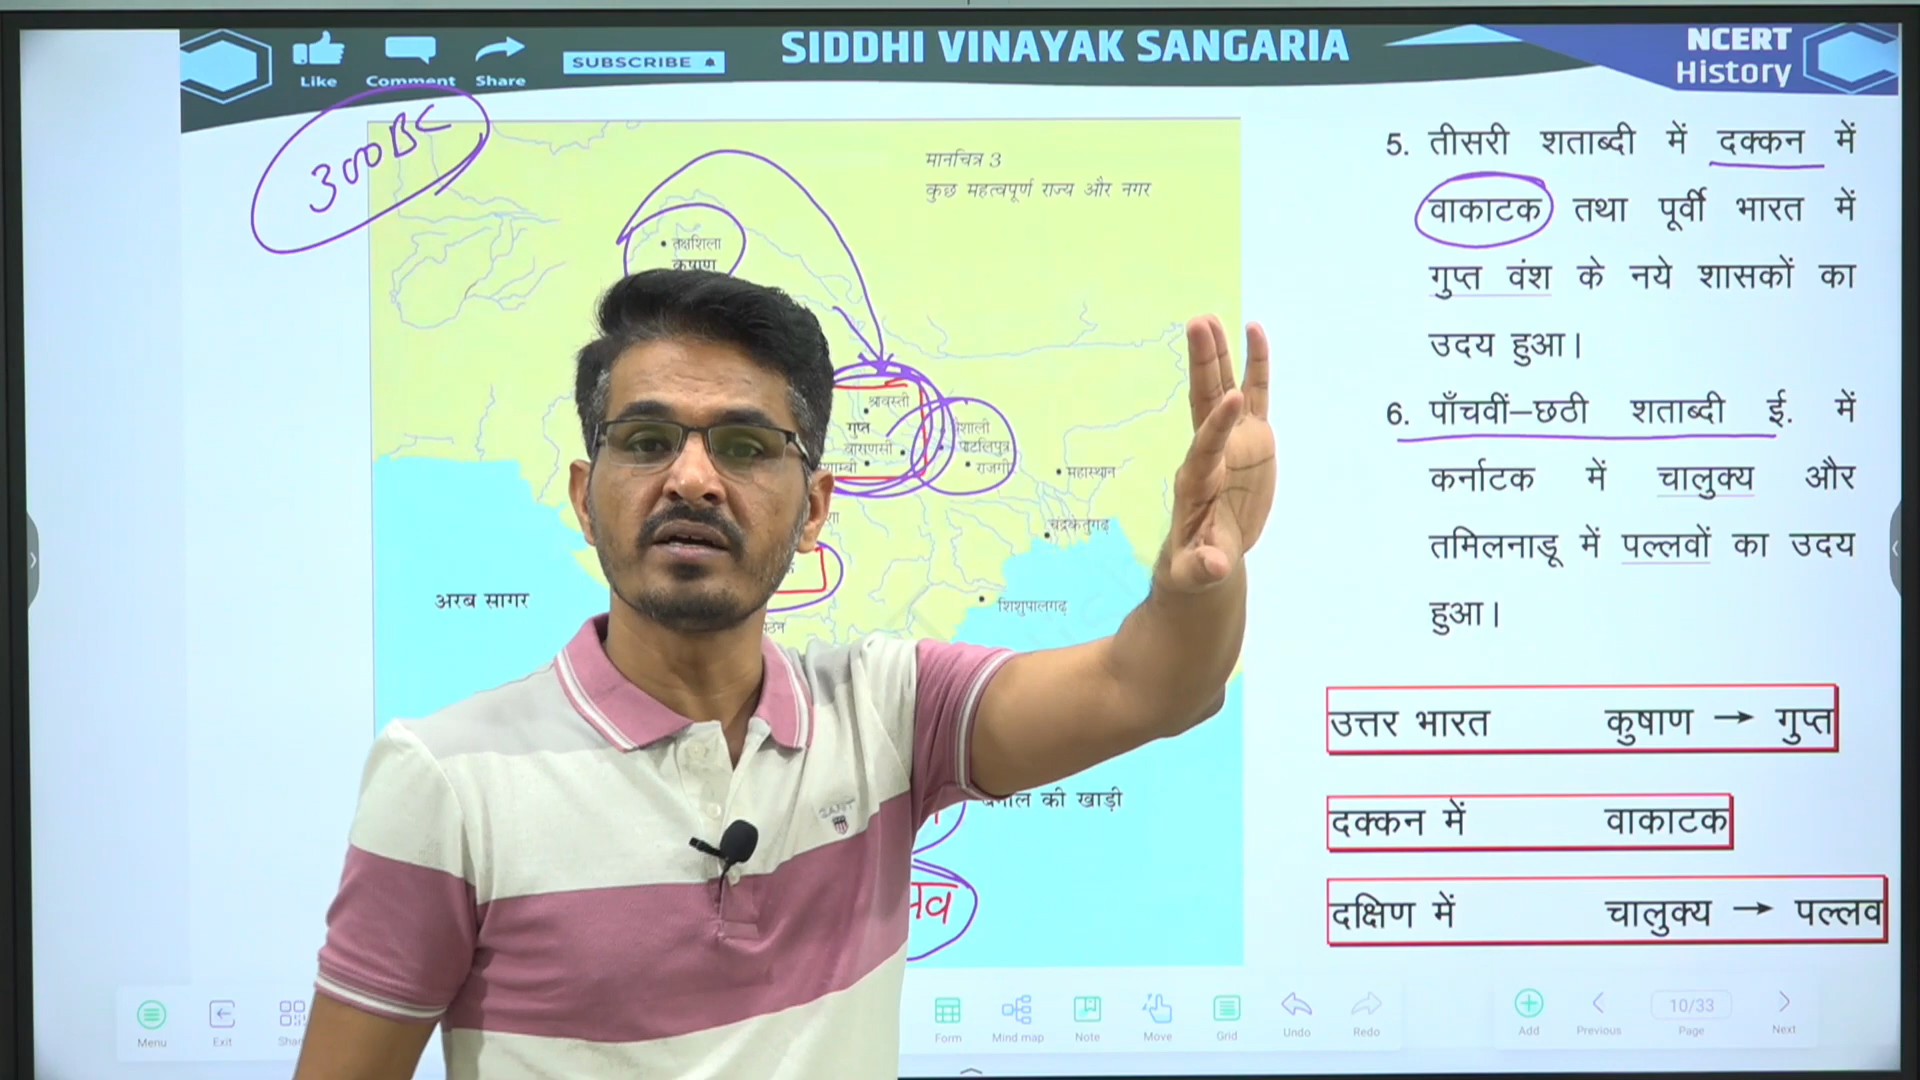 SIDDHI VINAYAK SANGARIA
NCERT
History
Like
Comment
Share
SUBSCRIBE
300BC
मानचित्र 3
कुछ महत्वपूर्ण राज्य और नगर
तक्षशिला
कुषाण
श्रावस्ती
गुप्त
वाराणसी
पाटलिपुत्र
महास्थान
चंद्रकेतुगढ़
अरब सागर
शिशुपालगढ़
की खाड़ी
5. तीसरी शताब्दी में दक्कन में
वाकाटक तथा पूर्वी भारत में
गुप्त वंश के नये शासकों का
उदय हुआ।
6. पाँचवीं–छठी शताब्दी ई. में
कर्नाटक में चालुक्य और
तमिलनाडू में पल्लवों का उदय
हुआ।
उत्तर भारत कुषाण → गुप्त
दक्कन में वाकाटक
दक्षिण में चालुक्य → पल्लव
Menu
Exit
Form
Mind map
Note
Move
Grid
Undo
Redo
Add
Previous
10/33
Page
Next